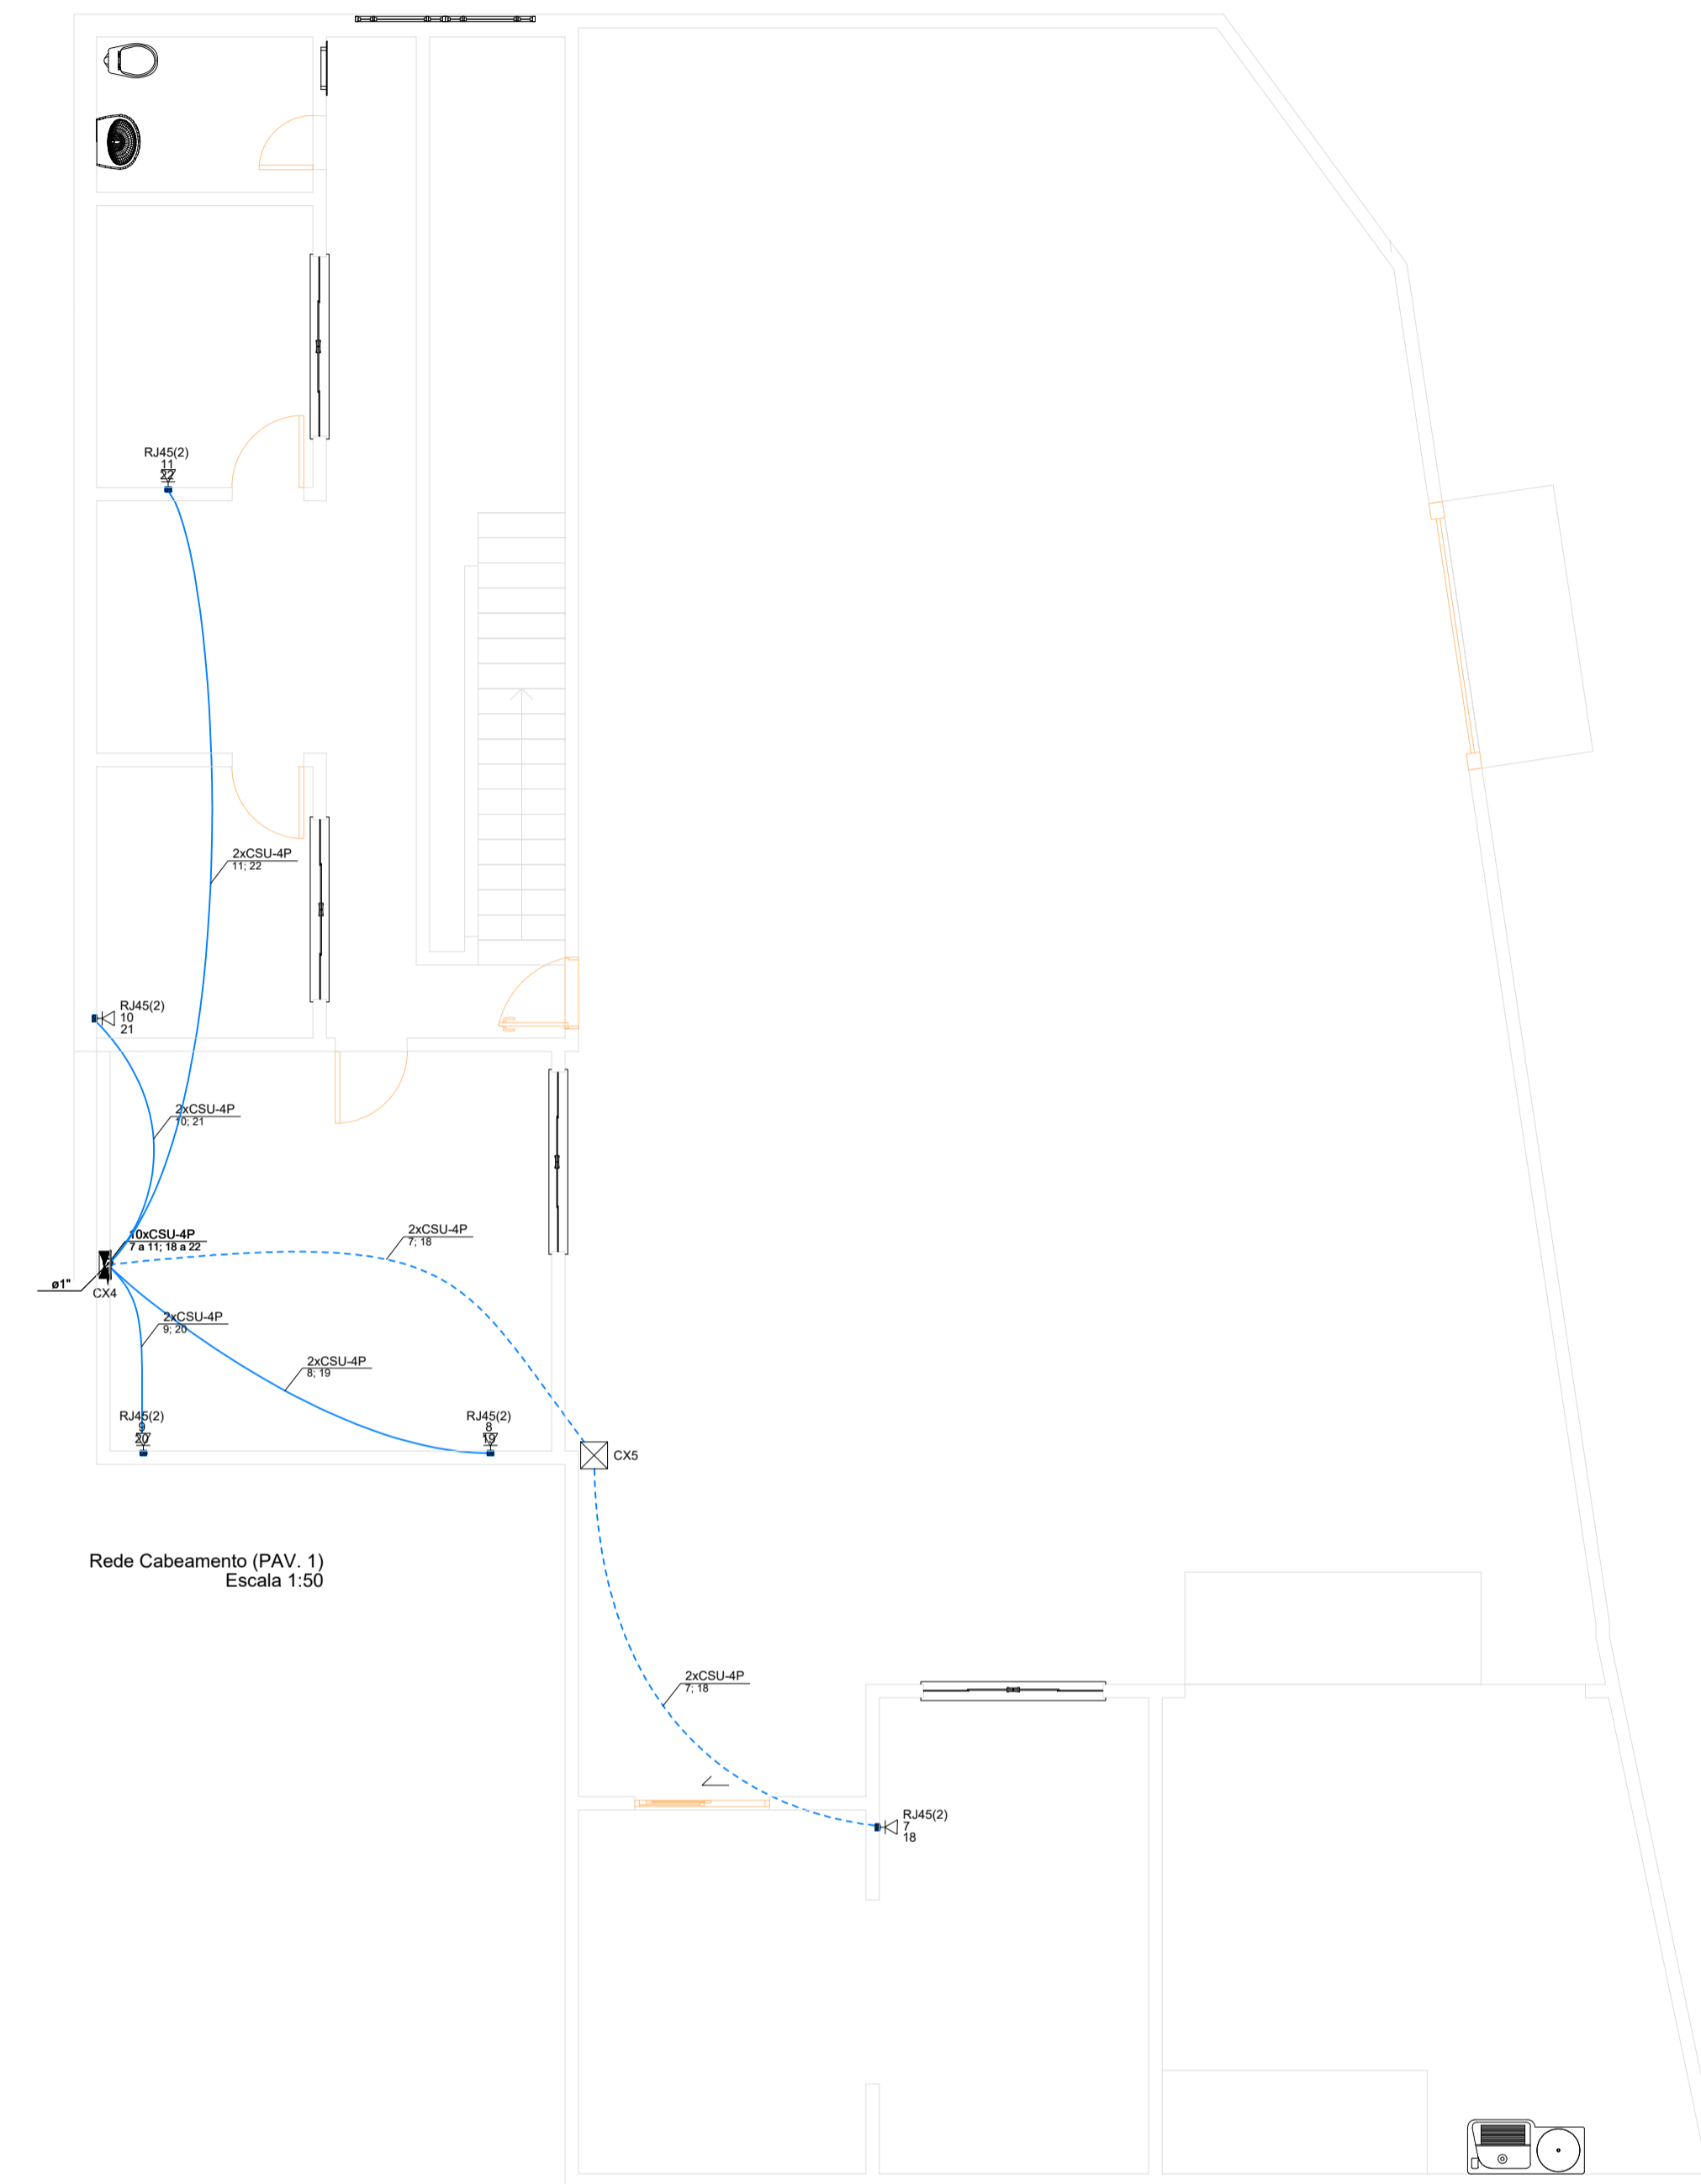 RJ45(2)
11
22
2xCSU-4P
11; 22
RJ45(2)
10
21
2xCSU-4P
10; 21
10xCSU-4P
7 a 11; 18 a 22
2xCSU-4P
7; 18
ø1"
CX4
2xCSU-4P
9; 20
2xCSU-4P
8; 19
RJ45(2)
9
20
RJ45(2)
8
19
CX5
Rede Cabeamento (PAV. 1)
Escala 1:50
2xCSU-4P
7; 18
RJ45(2)
7
18